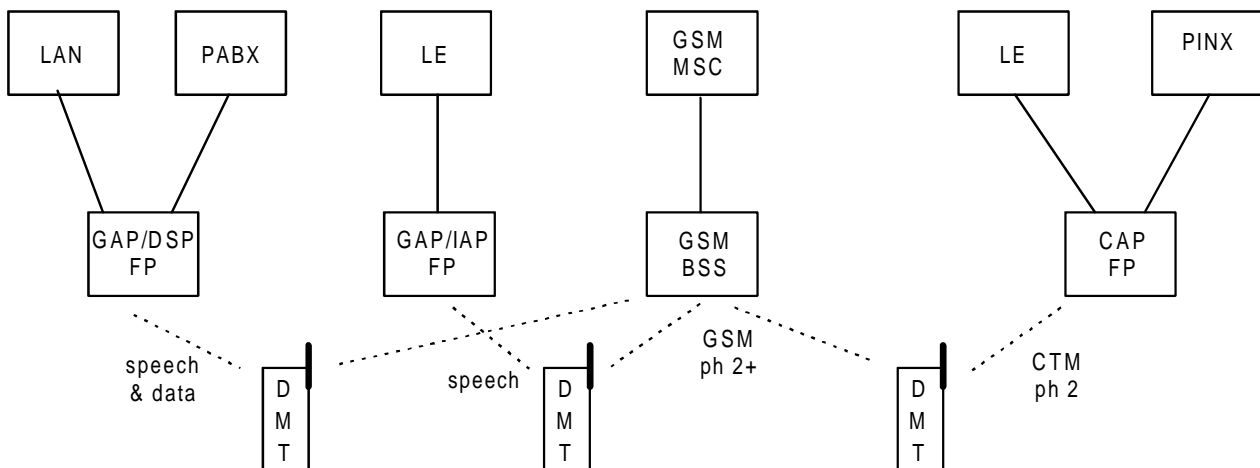 LAN
PABX
LE
GSM
MSC
LE
PINX
GAP/DSP
FP
GAP/IAP
FP
GSM
BSS
CAP
FP
speech
& data
speech
GSM
ph 2+
CTM
ph 2
D
M
T
D
M
T
D
M
T